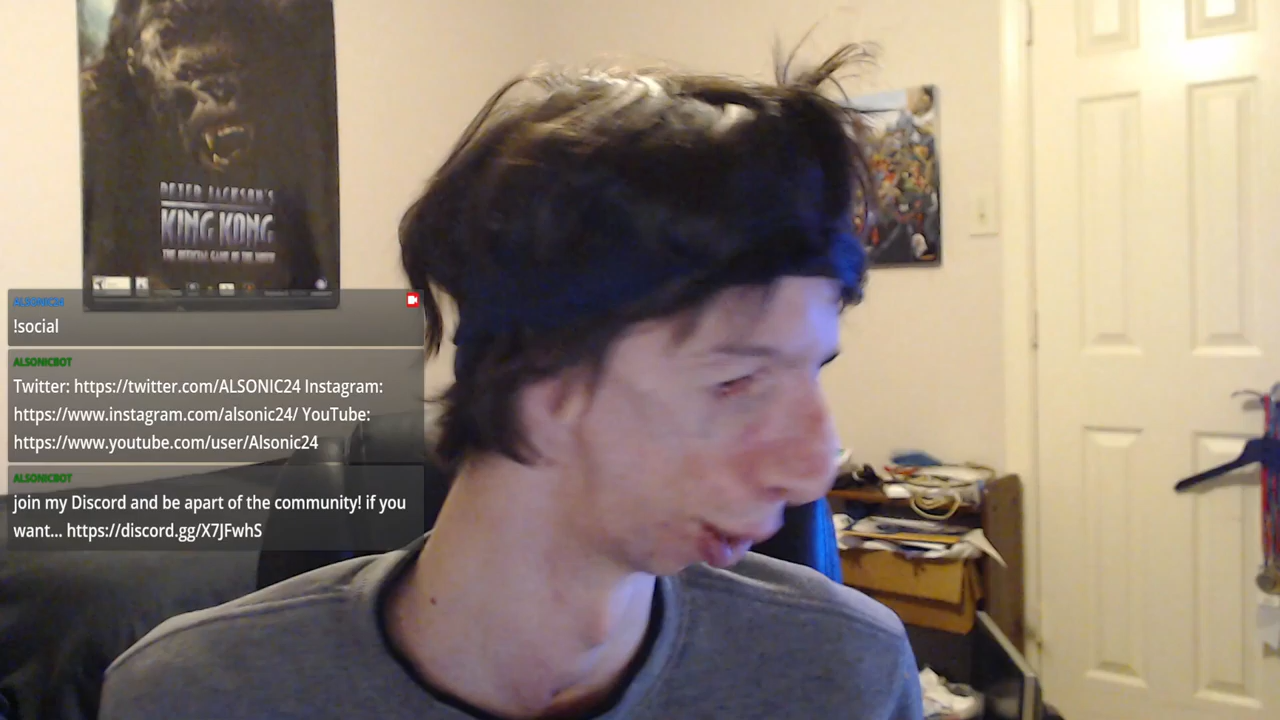 PETER JACKSON'S
KING KONG
THE OFFICIAL GAME OF THE MOVIE
ALSONIC24
!social
ALSONICBOT
Twitter: https://twitter.com/ALSONIC24 Instagram:
https://www.instagram.com/alsonic24/ YouTube:
https://www.youtube.com/user/Alsonic24
ALSONICBOT
join my Discord and be apart of the community! if you
want... https://discord.gg/X7JFwhS